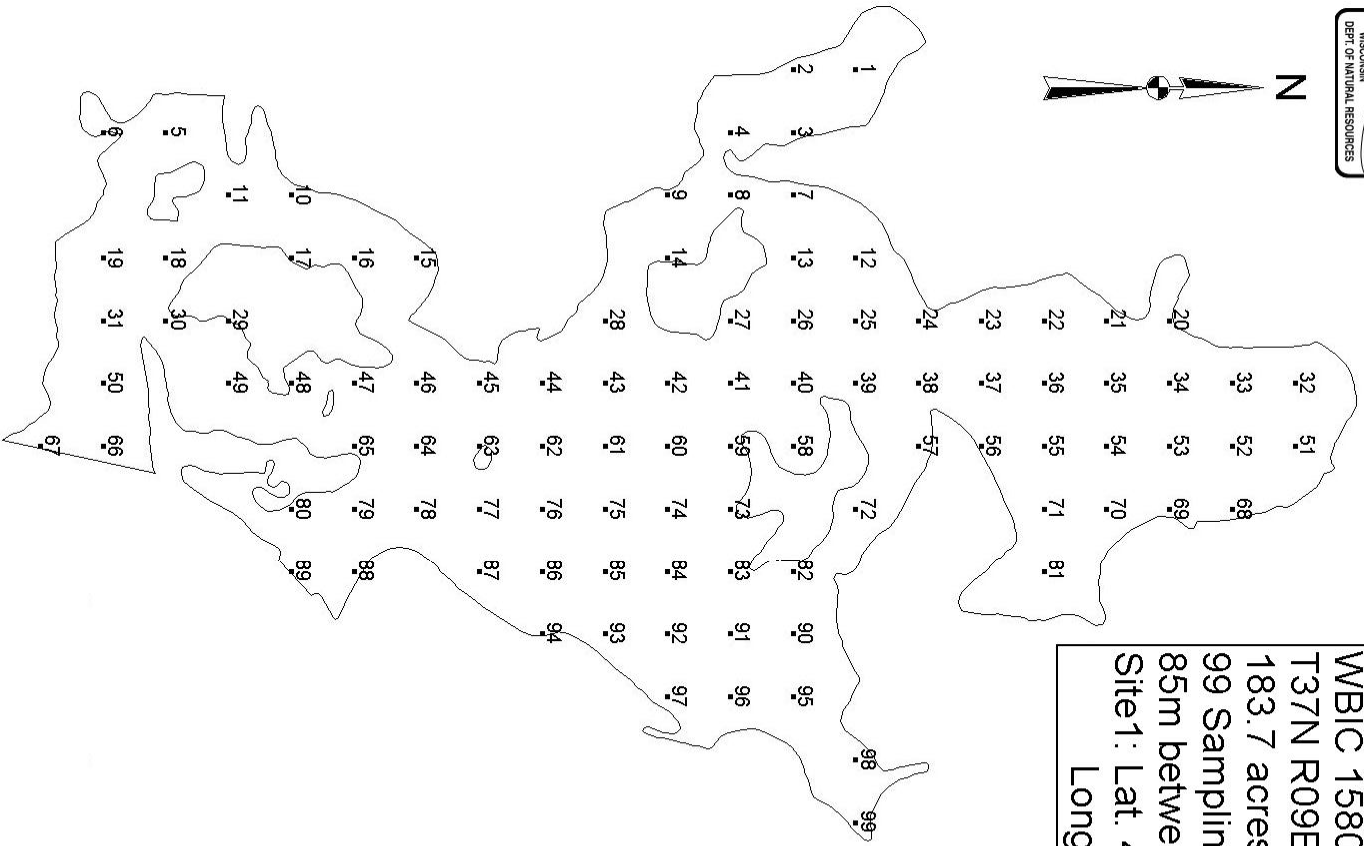 WISCONSIN
DEPT. OF NATURAL RESOURCES
N
WBIC 1580
T37N R09E
183.7 acres
99 Samplin
85m betwe
Site1: Lat.
Long
32 51
33 52 68
20 34 53 69
21 35 54 70
22 36 55 71 81
23 37 56
24 38 57
1 12 25 39 72 98 99
2 3 7 13 26 40 58 82 90 95
4 8 27 41 59 73 83 91 96
9 14 42 60 74 84 92 97
28 43 61 75 85 93
44 62 76 86 94
45 63 77 87
15 46 64 78
16 47 65 79 88
10 17 48 80 89
11 29 49
5 18 30
6 19 31 50 66
67